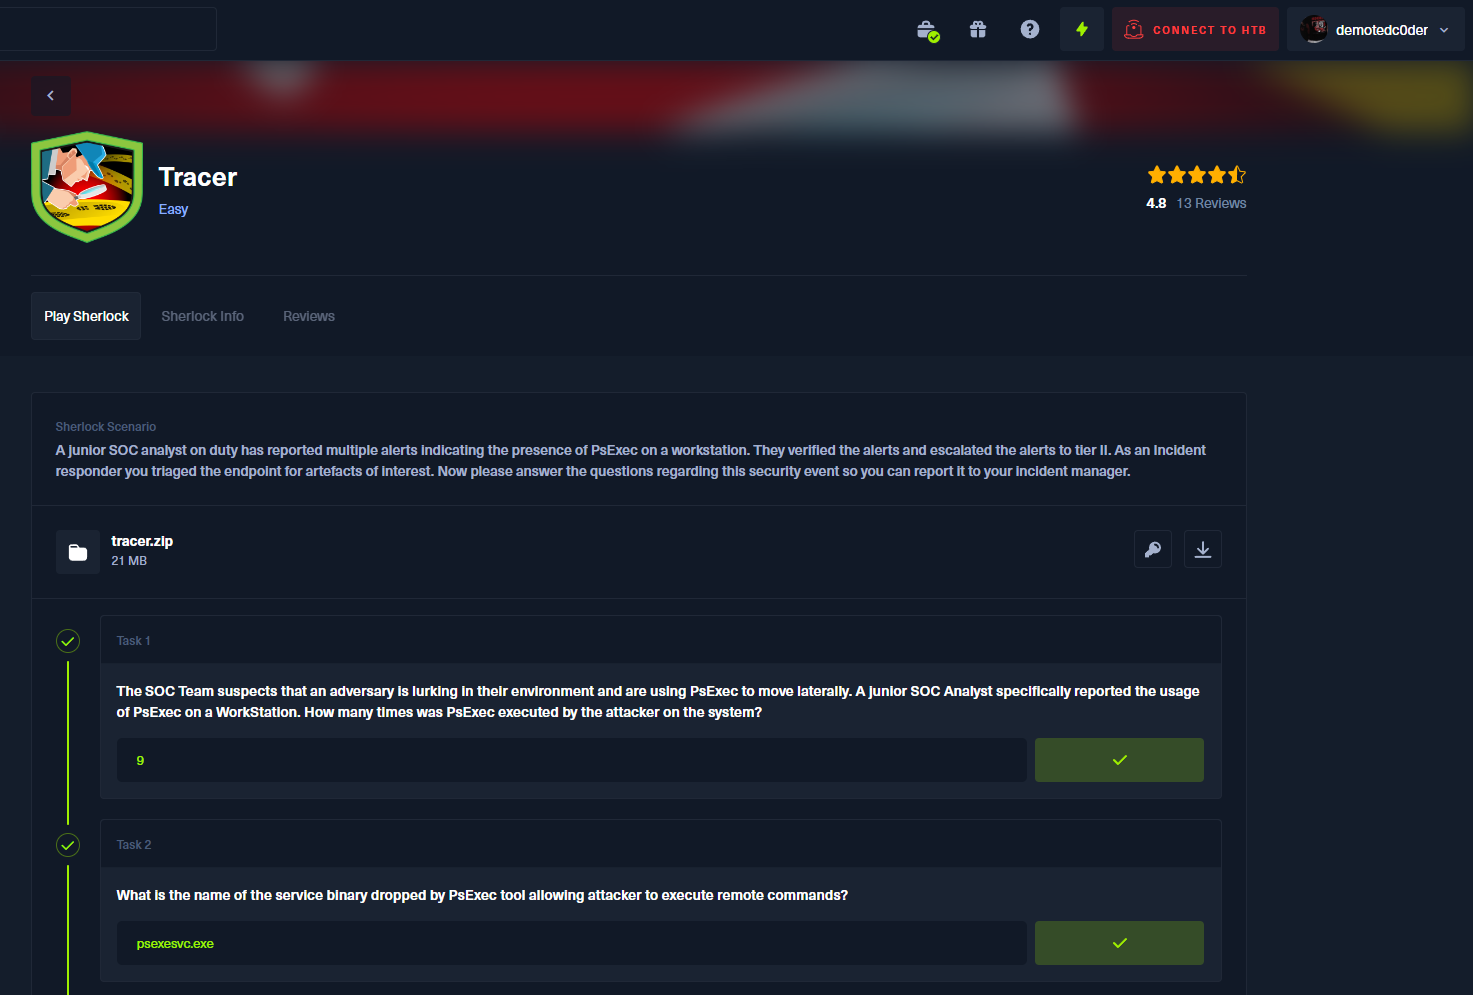 CONNECT TO HTB
demotedc0der
Tracer
Easy
4.8 13 Reviews
Play Sherlock
Sherlock Info
Reviews
Sherlock Scenario
A junior SOC analyst on duty has reported multiple alerts indicating the presence of PsExec on a workstation. They verified the alerts and escalated the alerts to tier II. As an Incident
responder you triaged the endpoint for artefacts of interest. Now please answer the questions regarding this security event so you can report it to your incident manager.
tracer.zip
21 MB
Task 1
The SOC Team suspects that an adversary is lurking in their environment and are using PsExec to move laterally. A junior SOC Analyst specifically reported the usage
of PsExec on a WorkStation. How many times was PsExec executed by the attacker on the system?
9
Task 2
What is the name of the service binary dropped by PsExec tool allowing attacker to execute remote commands?
psexesvc.exe